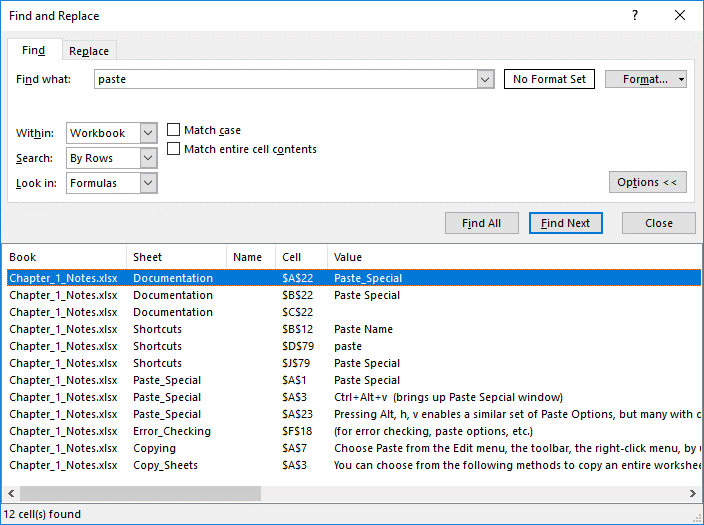 Find and Replace ?
Find Replace
Find what: paste No Format Set Format...
Within: Workbook Match case
Search: By Rows Match entire cell contents
Look in: Formulas Options <<
Find All Find Next Close
Book Sheet Name Cell Value
Chapter_1_Notes.xlsx Documentation $A$22 Paste_Special
Chapter_1_Notes.xlsx Documentation $B$22 Paste Special
Chapter_1_Notes.xlsx Documentation $C$22
Chapter_1_Notes.xlsx Shortcuts $B$12 Paste Name
Chapter_1_Notes.xlsx Shortcuts $D$79 paste
Chapter_1_Notes.xlsx Shortcuts $J$79 Paste Special
Chapter_1_Notes.xlsx Paste_Special $A$1 Paste Special
Chapter_1_Notes.xlsx Paste_Special $A$3 Ctrl+Alt+v (brings up Paste Sepcial window)
Chapter_1_Notes.xlsx Paste_Special $A$23 Pressing Alt, h, v enables a similar set of Paste Options, but many with
Chapter_1_Notes.xlsx Error_Checking $F$18 (for error checking, paste options, etc.)
Chapter_1_Notes.xlsx Copying $A$7 Choose Paste from the Edit menu, the toolbar, the right-click menu, by
Chapter_1_Notes.xlsx Copy_Sheets $A$3 You can choose from the following methods to copy an entire workshee
12 cell(s) found